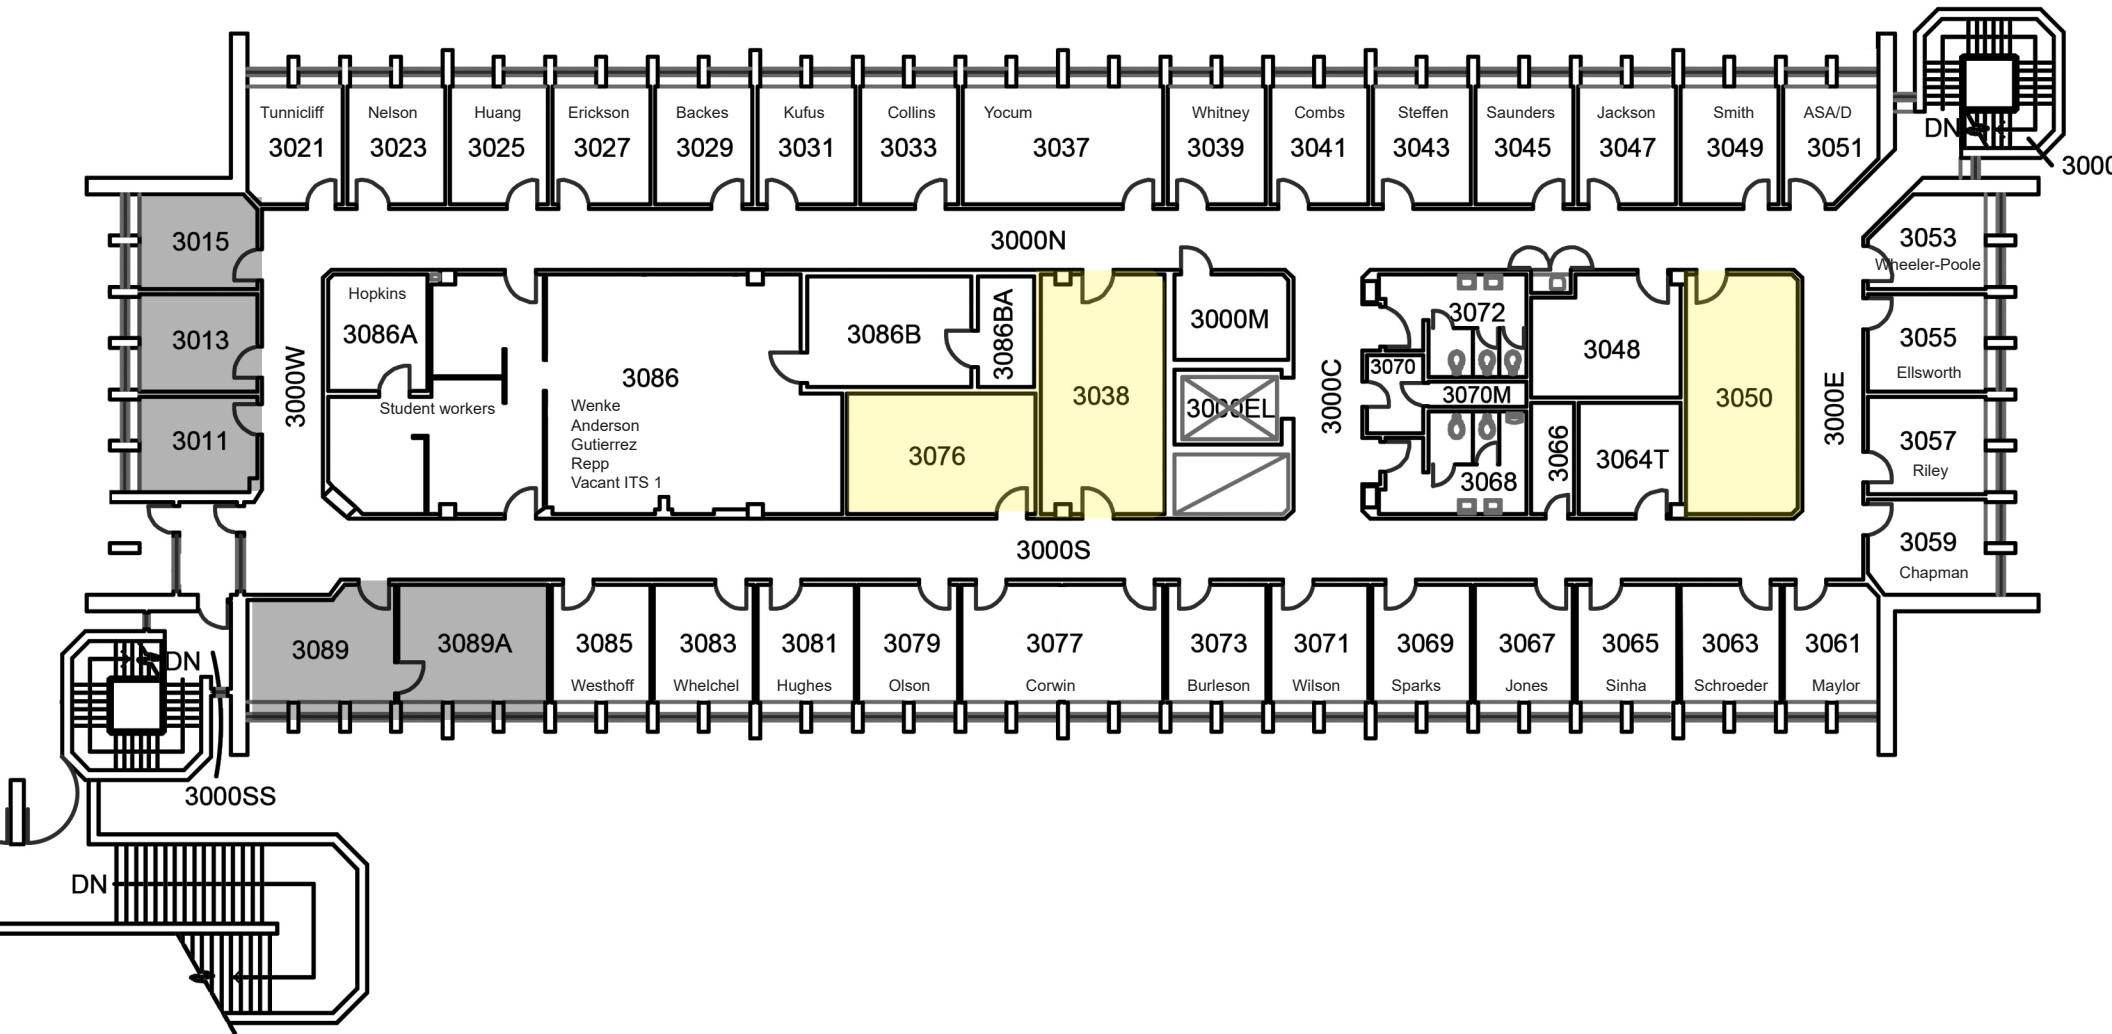 Tunnicliff
3021
Nelson
3023
Huang
3025
Erickson
3027
Backes
3029
Kufus
3031
Collins
3033
Yocum
3037
Whitney
3039
Combs
3041
Steffen
3043
Saunders
3045
Jackson
3047
Smith
3049
ASA/D
3051
DN
3000
3015
3013
3011
3000W
3000N
3053
Wheeler-Poole
3055
Ellsworth
3057
Riley
3059
Chapman
3000E
Hopkins
3086A
Student workers
3086
Wenke
Anderson
Gutierrez
Repp
Vacant ITS 1
3086B
3086BA
3076
3038
3000M
3000EL
3000C
3072
3070
3070M
3068
3048
3066
3064T
3050
3000S
3089
3089A
3085
Westhoff
3083
Whelchel
3081
Hughes
3079
Olson
3077
Corwin
3073
Burleson
3071
Wilson
3069
Sparks
3067
Jones
3065
Sinha
3063
Schroeder
3061
Maylor
DN
3000SS
DN